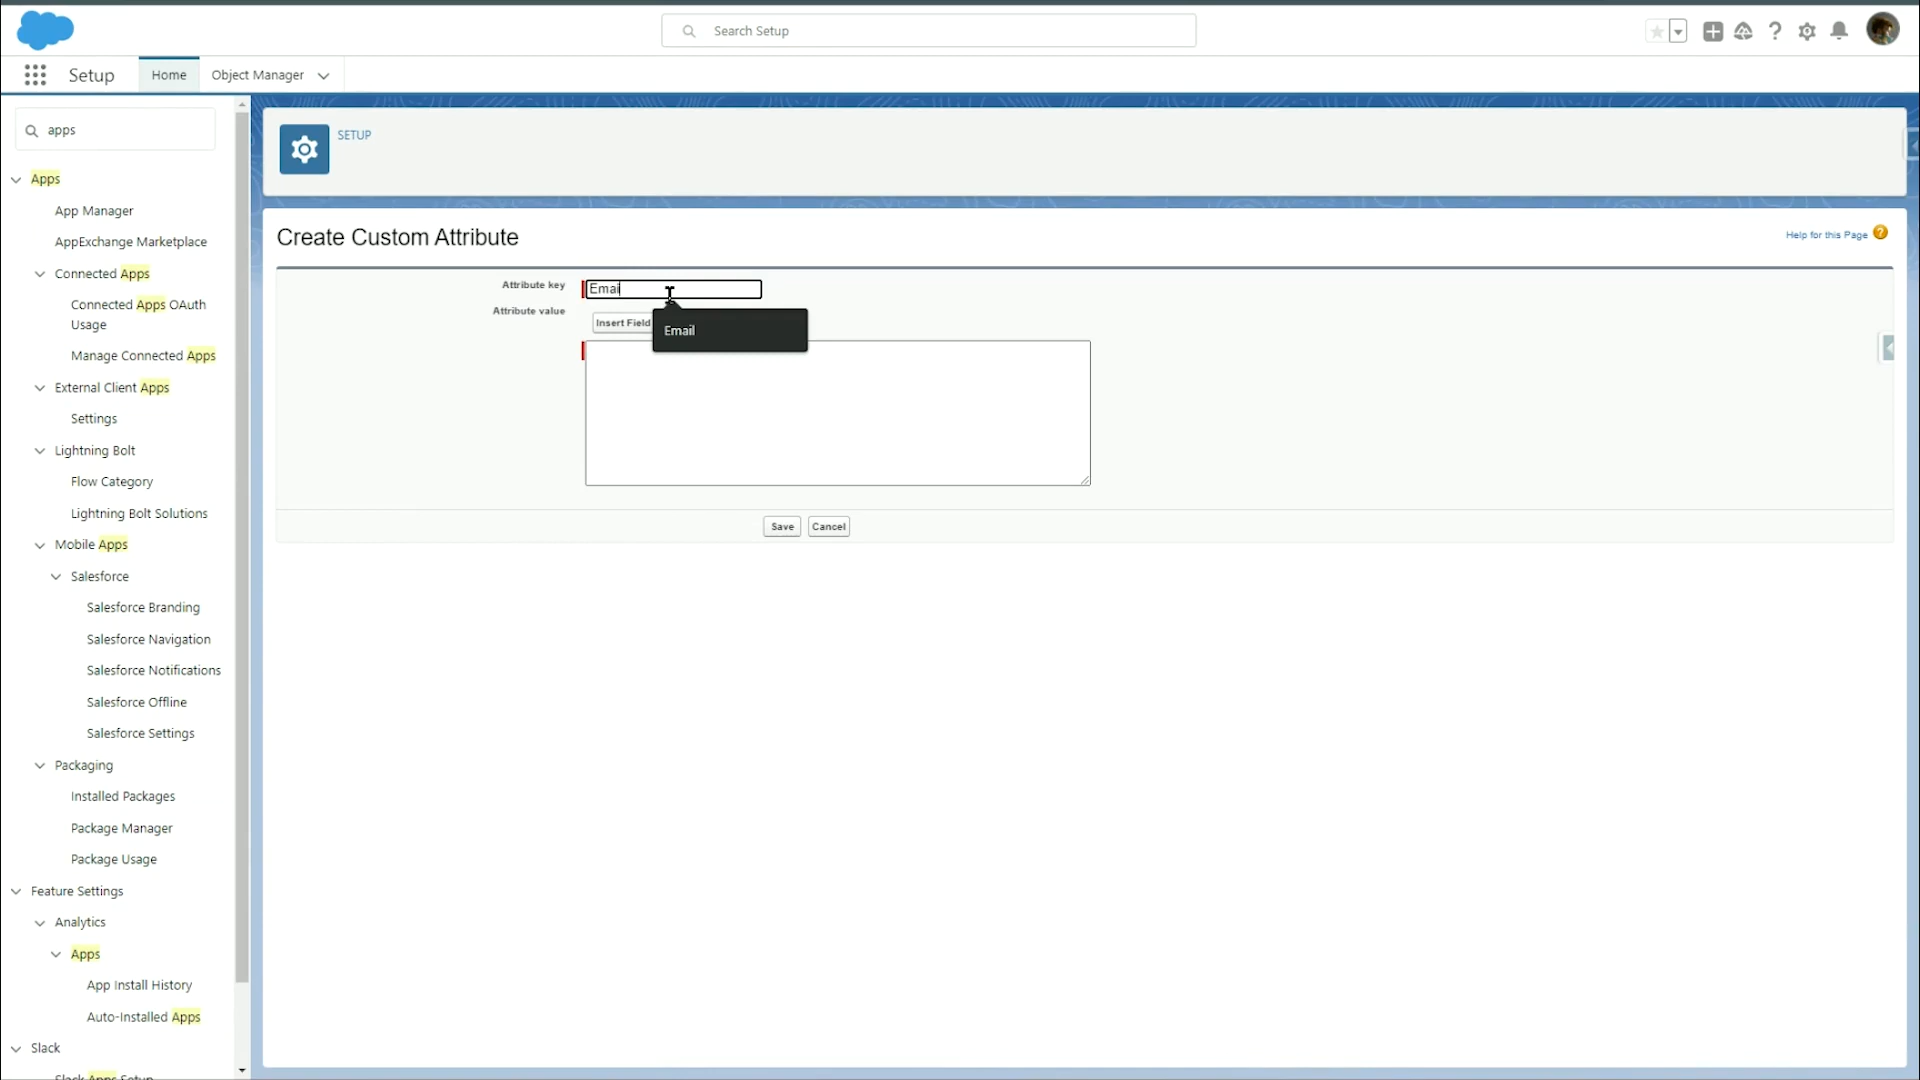 Search Setup
Setup
Home
Object Manager
apps
Apps
App Manager
AppExchange Marketplace
Connected Apps
Connected Apps OAuth
Usage
Manage Connected Apps
External Client Apps
Settings
Lightning Bolt
Flow Category
Lightning Bolt Solutions
Mobile Apps
Salesforce
Salesforce Branding
Salesforce Navigation
Salesforce Notifications
Salesforce Offline
Salesforce Settings
Packaging
Installed Packages
Package Manager
Package Usage
Feature Settings
Analytics
Apps
App Install History
Auto-Installed Apps
Slack
Slack Apps Setup
SETUP
Create Custom Attribute
Help for this Page
Attribute key
Emai
Attribute value
Insert Field
Email
Save
Cancel